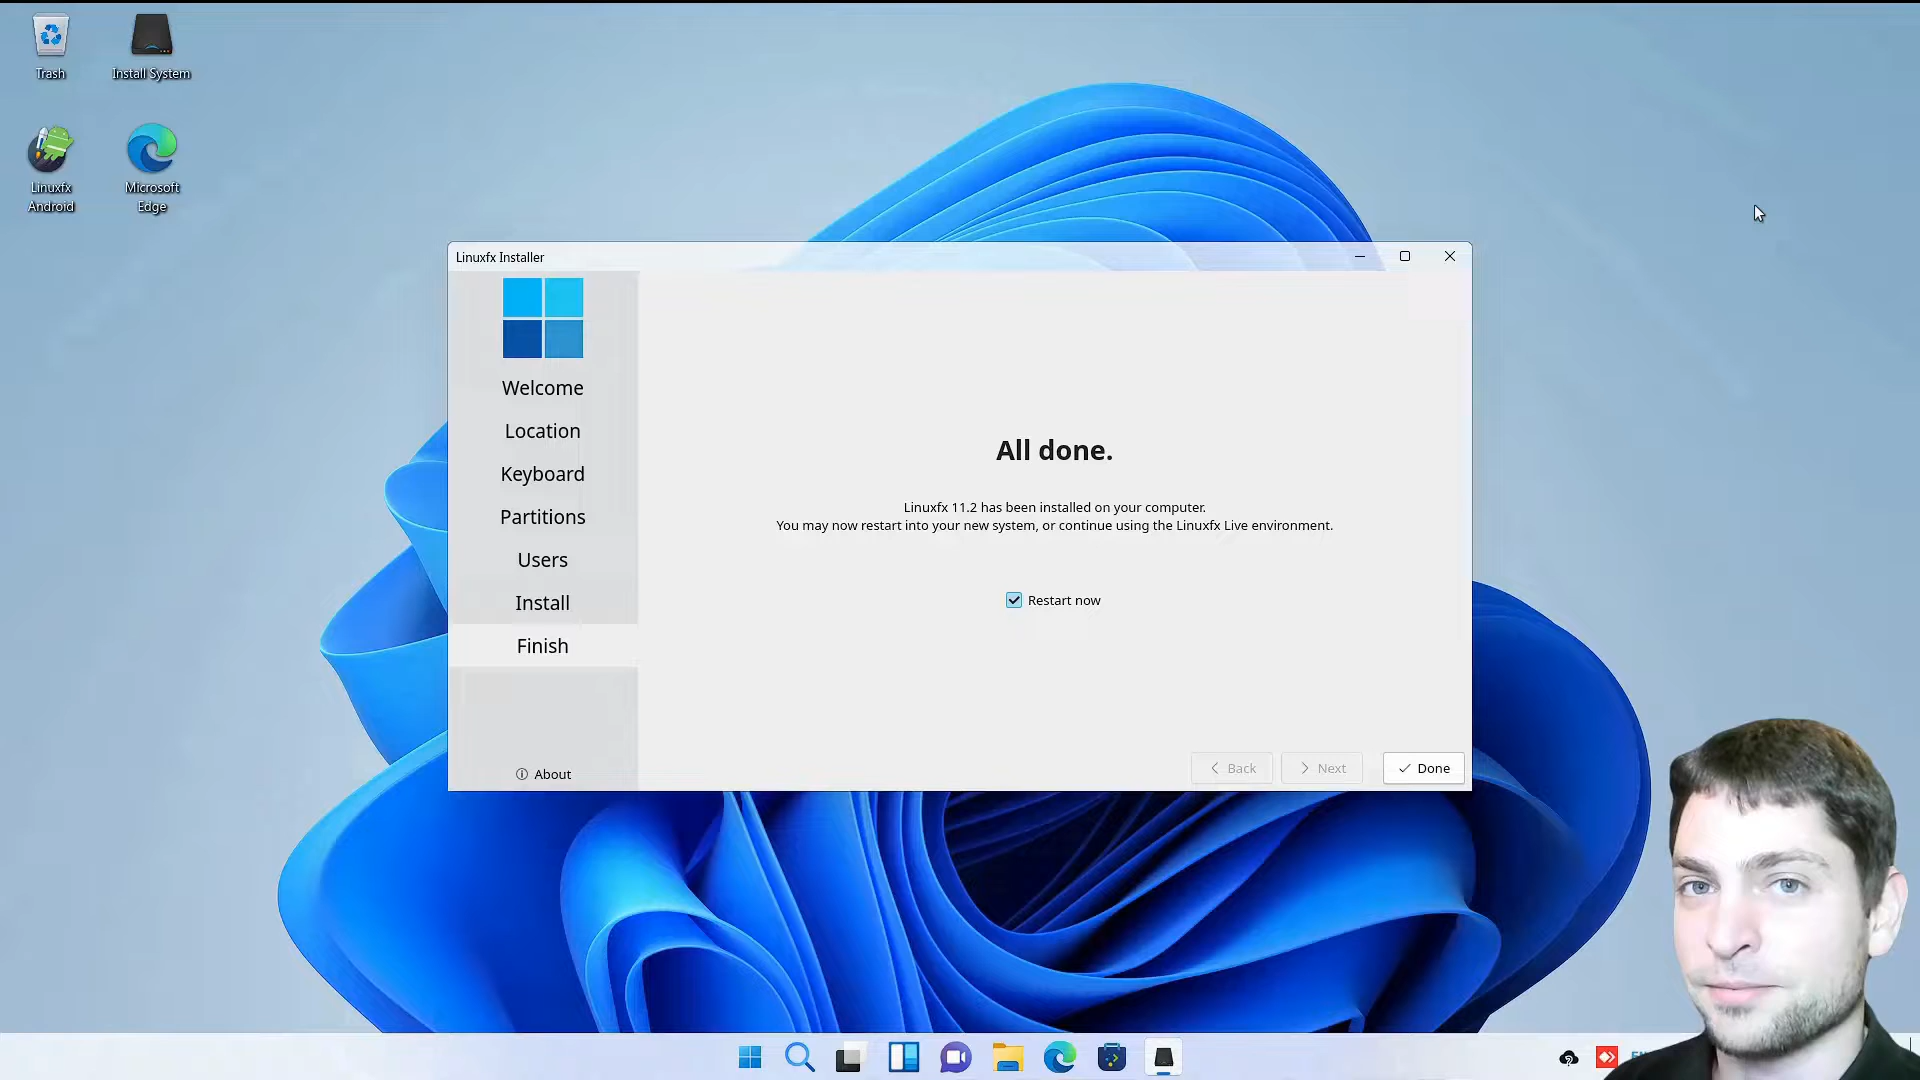 Trash
Install System
Linuxfx
Android
Microsoft
Edge
Linuxfx Installer
Welcome
Location
Keyboard
Partitions
Users
Install
Finish
About
All done.
Linuxfx 11.2 has been installed on your computer.
You may now restart into your new system, or continue using the Linuxfx Live environment.
Restart now
Back
Next
Done